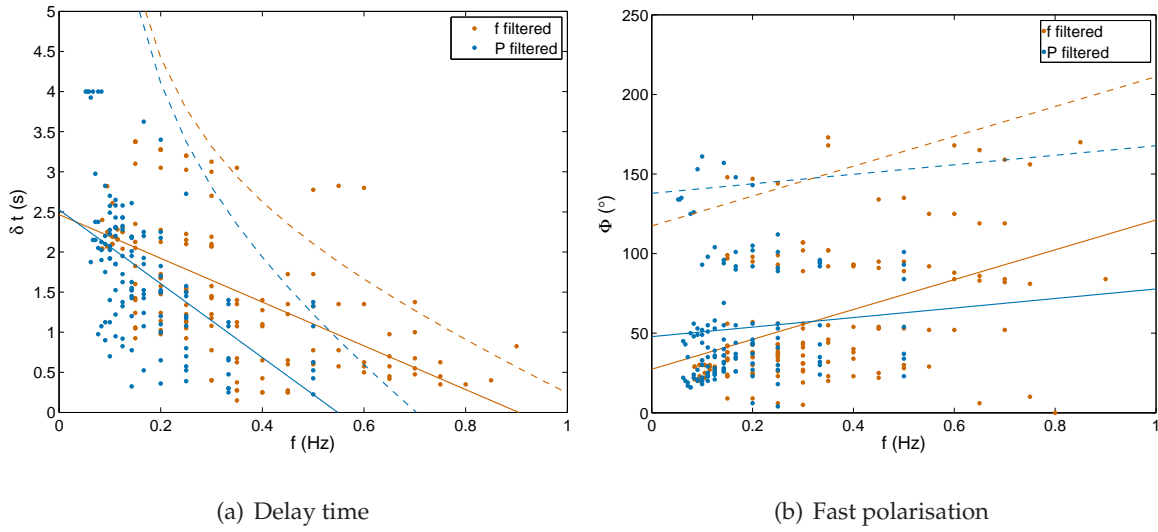 5
4.5
4
3.5
3
2.5
2
1.5
1
0.5
0
δ t (s)
0 0.2 0.4 0.6 0.8 1
f (Hz)
f filtered
P filtered
(a) Delay time
250
200
150
100
50
0
Φ (°)
0 0.2 0.4 0.6 0.8 1
f (Hz)
f filtered
P filtered
(b) Fast polarisation